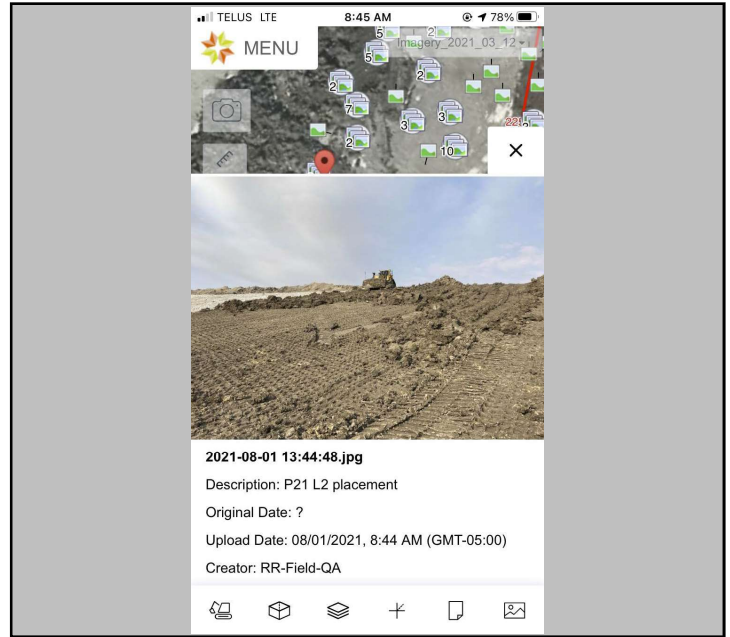 TELUS LTE 8:45 AM 78%
MENU
Imagery_2021_03_12
5
2
5
2
2
7
3
3
2
10
2021-08-01 13:44:48.jpg
Description: P21 L2 placement
Original Date: ?
Upload Date: 08/01/2021, 8:44 AM (GMT-05:00)
Creator: RR-Field-QA